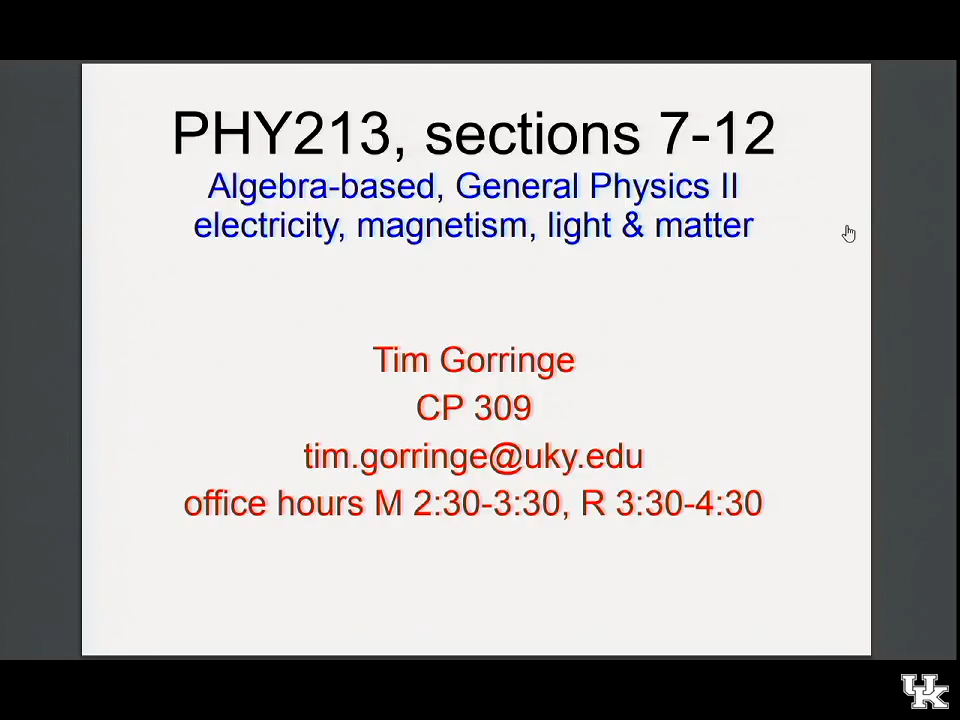 PHY213, sections 7-12
Algebra-based, General Physics II
electricity, magnetism, light & matter
Tim Gorringe
CP 309
tim.gorringe@uky.edu
office hours M 2:30-3:30, R 3:30-4:30
UK